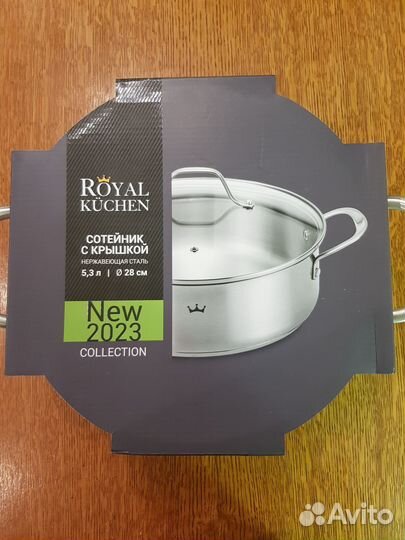 ROYAL
KÜCHEN
СОТЕЙНИК
С КРЫШКОЙ
НЕРЖАВЕЮЩАЯ СТАЛЬ
5,3 л | Ø 28 см
New
2023
COLLECTION
Avito